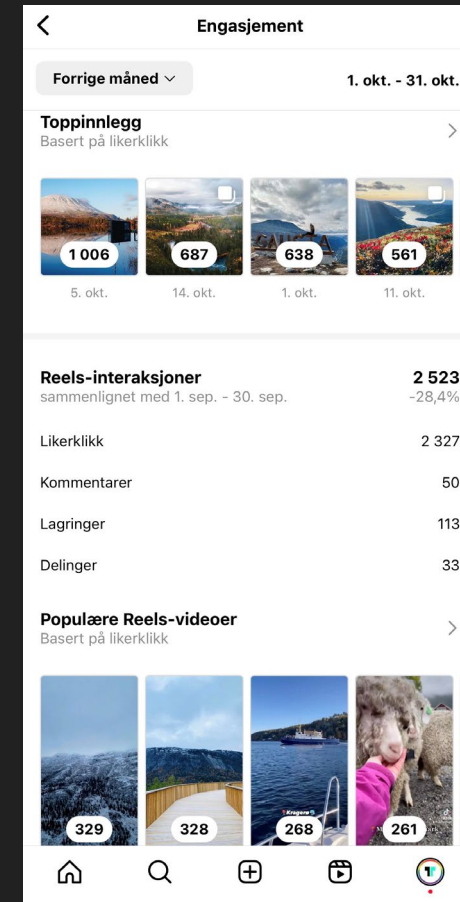 Engasjement
Forrige måned
1. okt. - 31. okt.
Toppinnlegg
Basert på likerklikk
1 006 687 638 561
5. okt. 14. okt. 1. okt. 11. okt.
Reels-interaksjoner 2 523
sammenlignet med 1. sep. - 30. sep. -28,4%
Likerklikk 2 327
Kommentarer 50
Lagringer 113
Delinger 33
Populære Reels-videoer
Basert på likerklikk
Kragerø
329 328 268 261